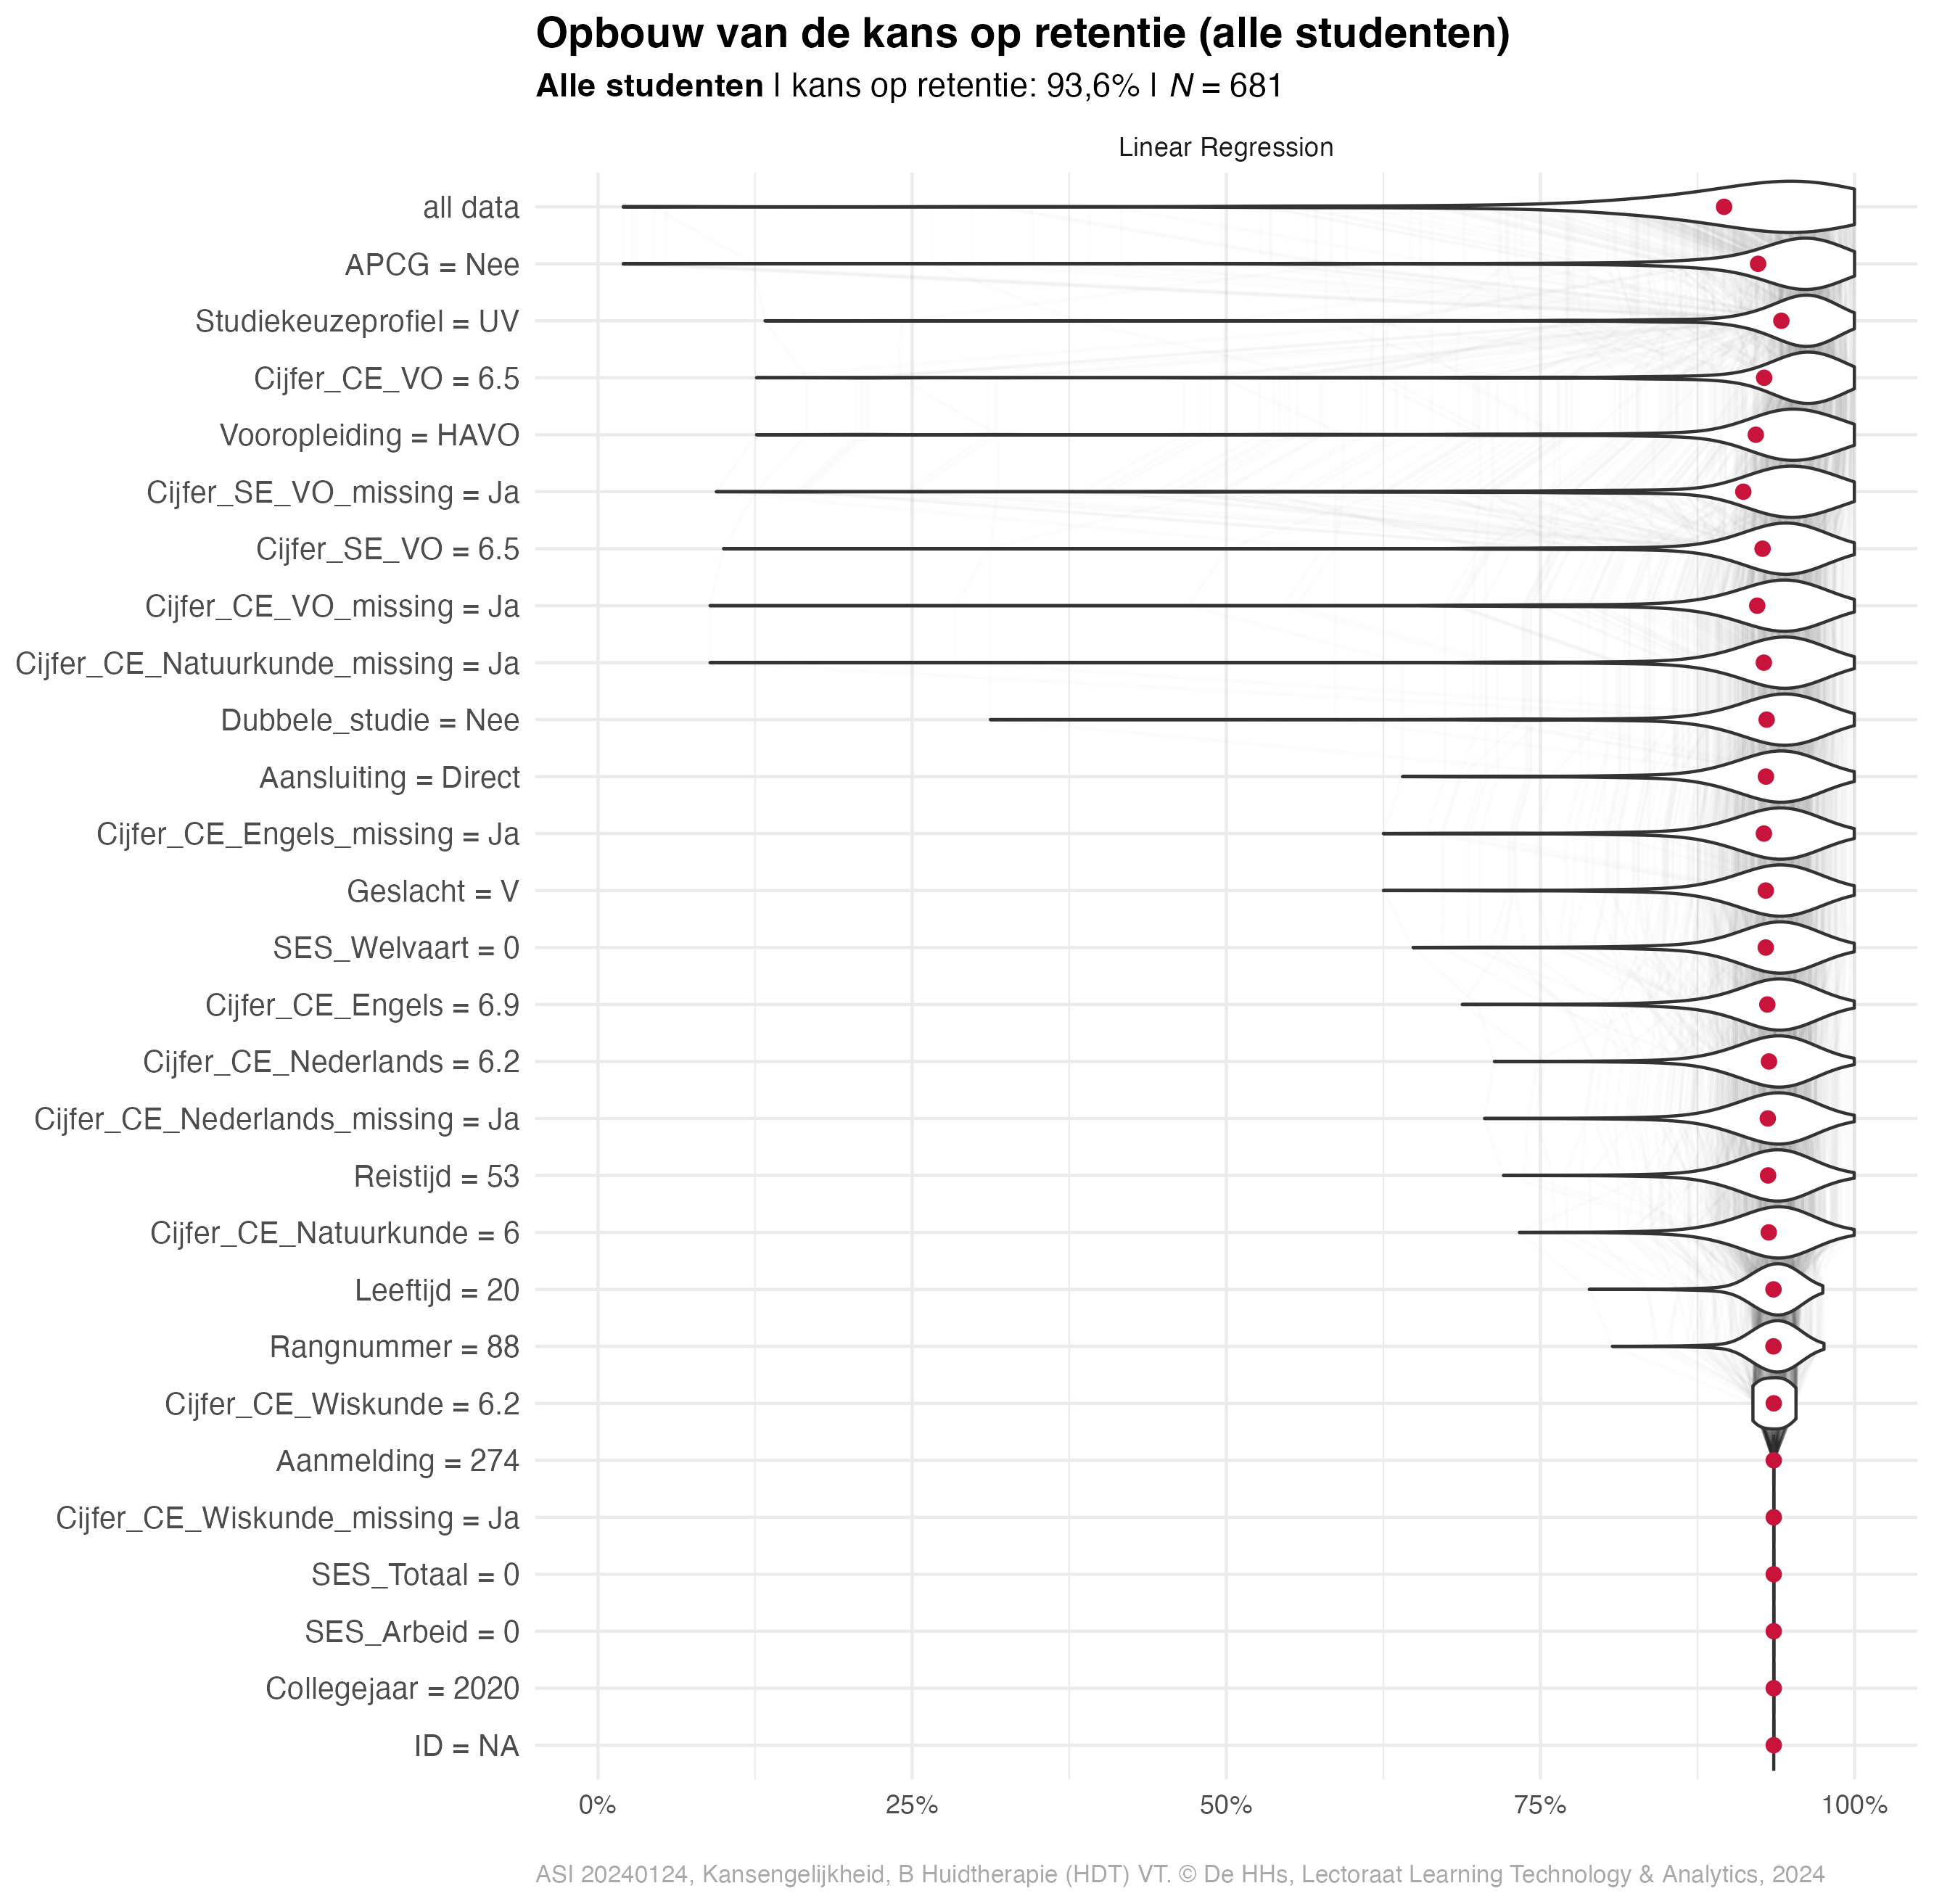 Opbouw van de kans op retentie (alle studenten)
Alle studenten | kans op retentie: 93,6% | N = 681
Linear Regression
all data
APCG = Nee
Studiekeuzeprofiel = UV
Cijfer_CE_VO = 6.5
Vooropleiding = HAVO
Cijfer_SE_VO_missing = Ja
Cijfer_SE_VO = 6.5
Cijfer_CE_VO_missing = Ja
Cijfer_CE_Natuurkunde_missing = Ja
Dubbele_studie = Nee
Aansluiting = Direct
Cijfer_CE_Engels_missing = Ja
Geslacht = V
SES_Welvaart = 0
Cijfer_CE_Engels = 6.9
Cijfer_CE_Nederlands = 6.2
Cijfer_CE_Nederlands_missing = Ja
Reistijd = 53
Cijfer_CE_Natuurkunde = 6
Leeftijd = 20
Rangnummer = 88
Cijfer_CE_Wiskunde = 6.2
Aanmelding = 274
Cijfer_CE_Wiskunde_missing = Ja
SES_Totaal = 0
SES_Arbeid = 0
Collegejaar = 2020
ID = NA
0% 25% 50% 75% 100%
ASI 20240124, Kansengelijkheid, B Huidtherapie (HDT) VT. © De HHs, Lectoraat Learning Technology & Analytics, 2024